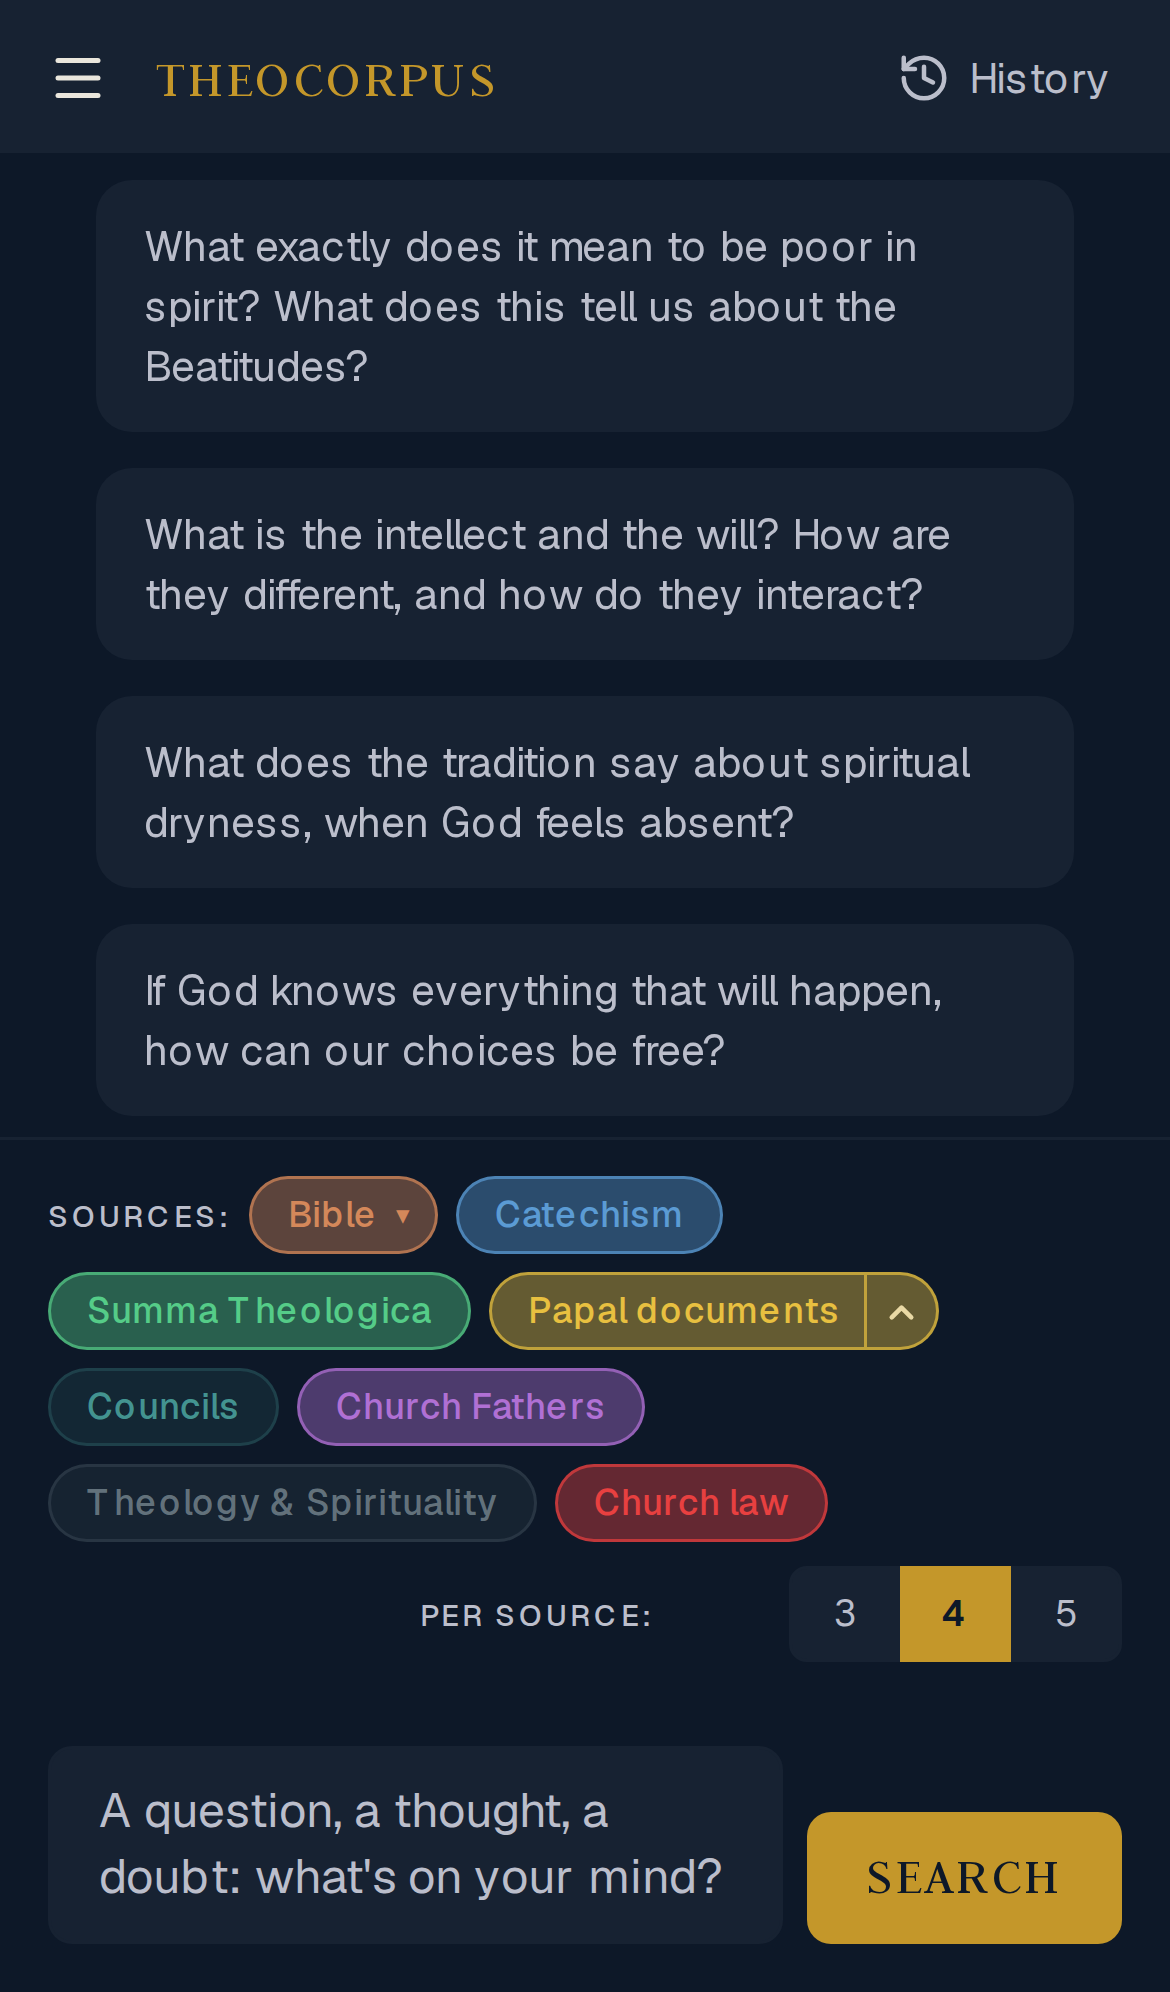 THEOCORPUS
History
What exactly does it mean to be poor in
spirit? What does this tell us about the
Beatitudes?
What is the intellect and the will? How are
they different, and how do they interact?
What does the tradition say about spiritual
dryness, when God feels absent?
If God knows everything that will happen,
how can our choices be free?
SOURCES: Bible ▾ Catechism
Summa Theologica Papal documents
Councils Church Fathers
Theology & Spirituality Church law
PER SOURCE: 3 4 5
A question, a thought, a
doubt: what's on your mind?
SEARCH